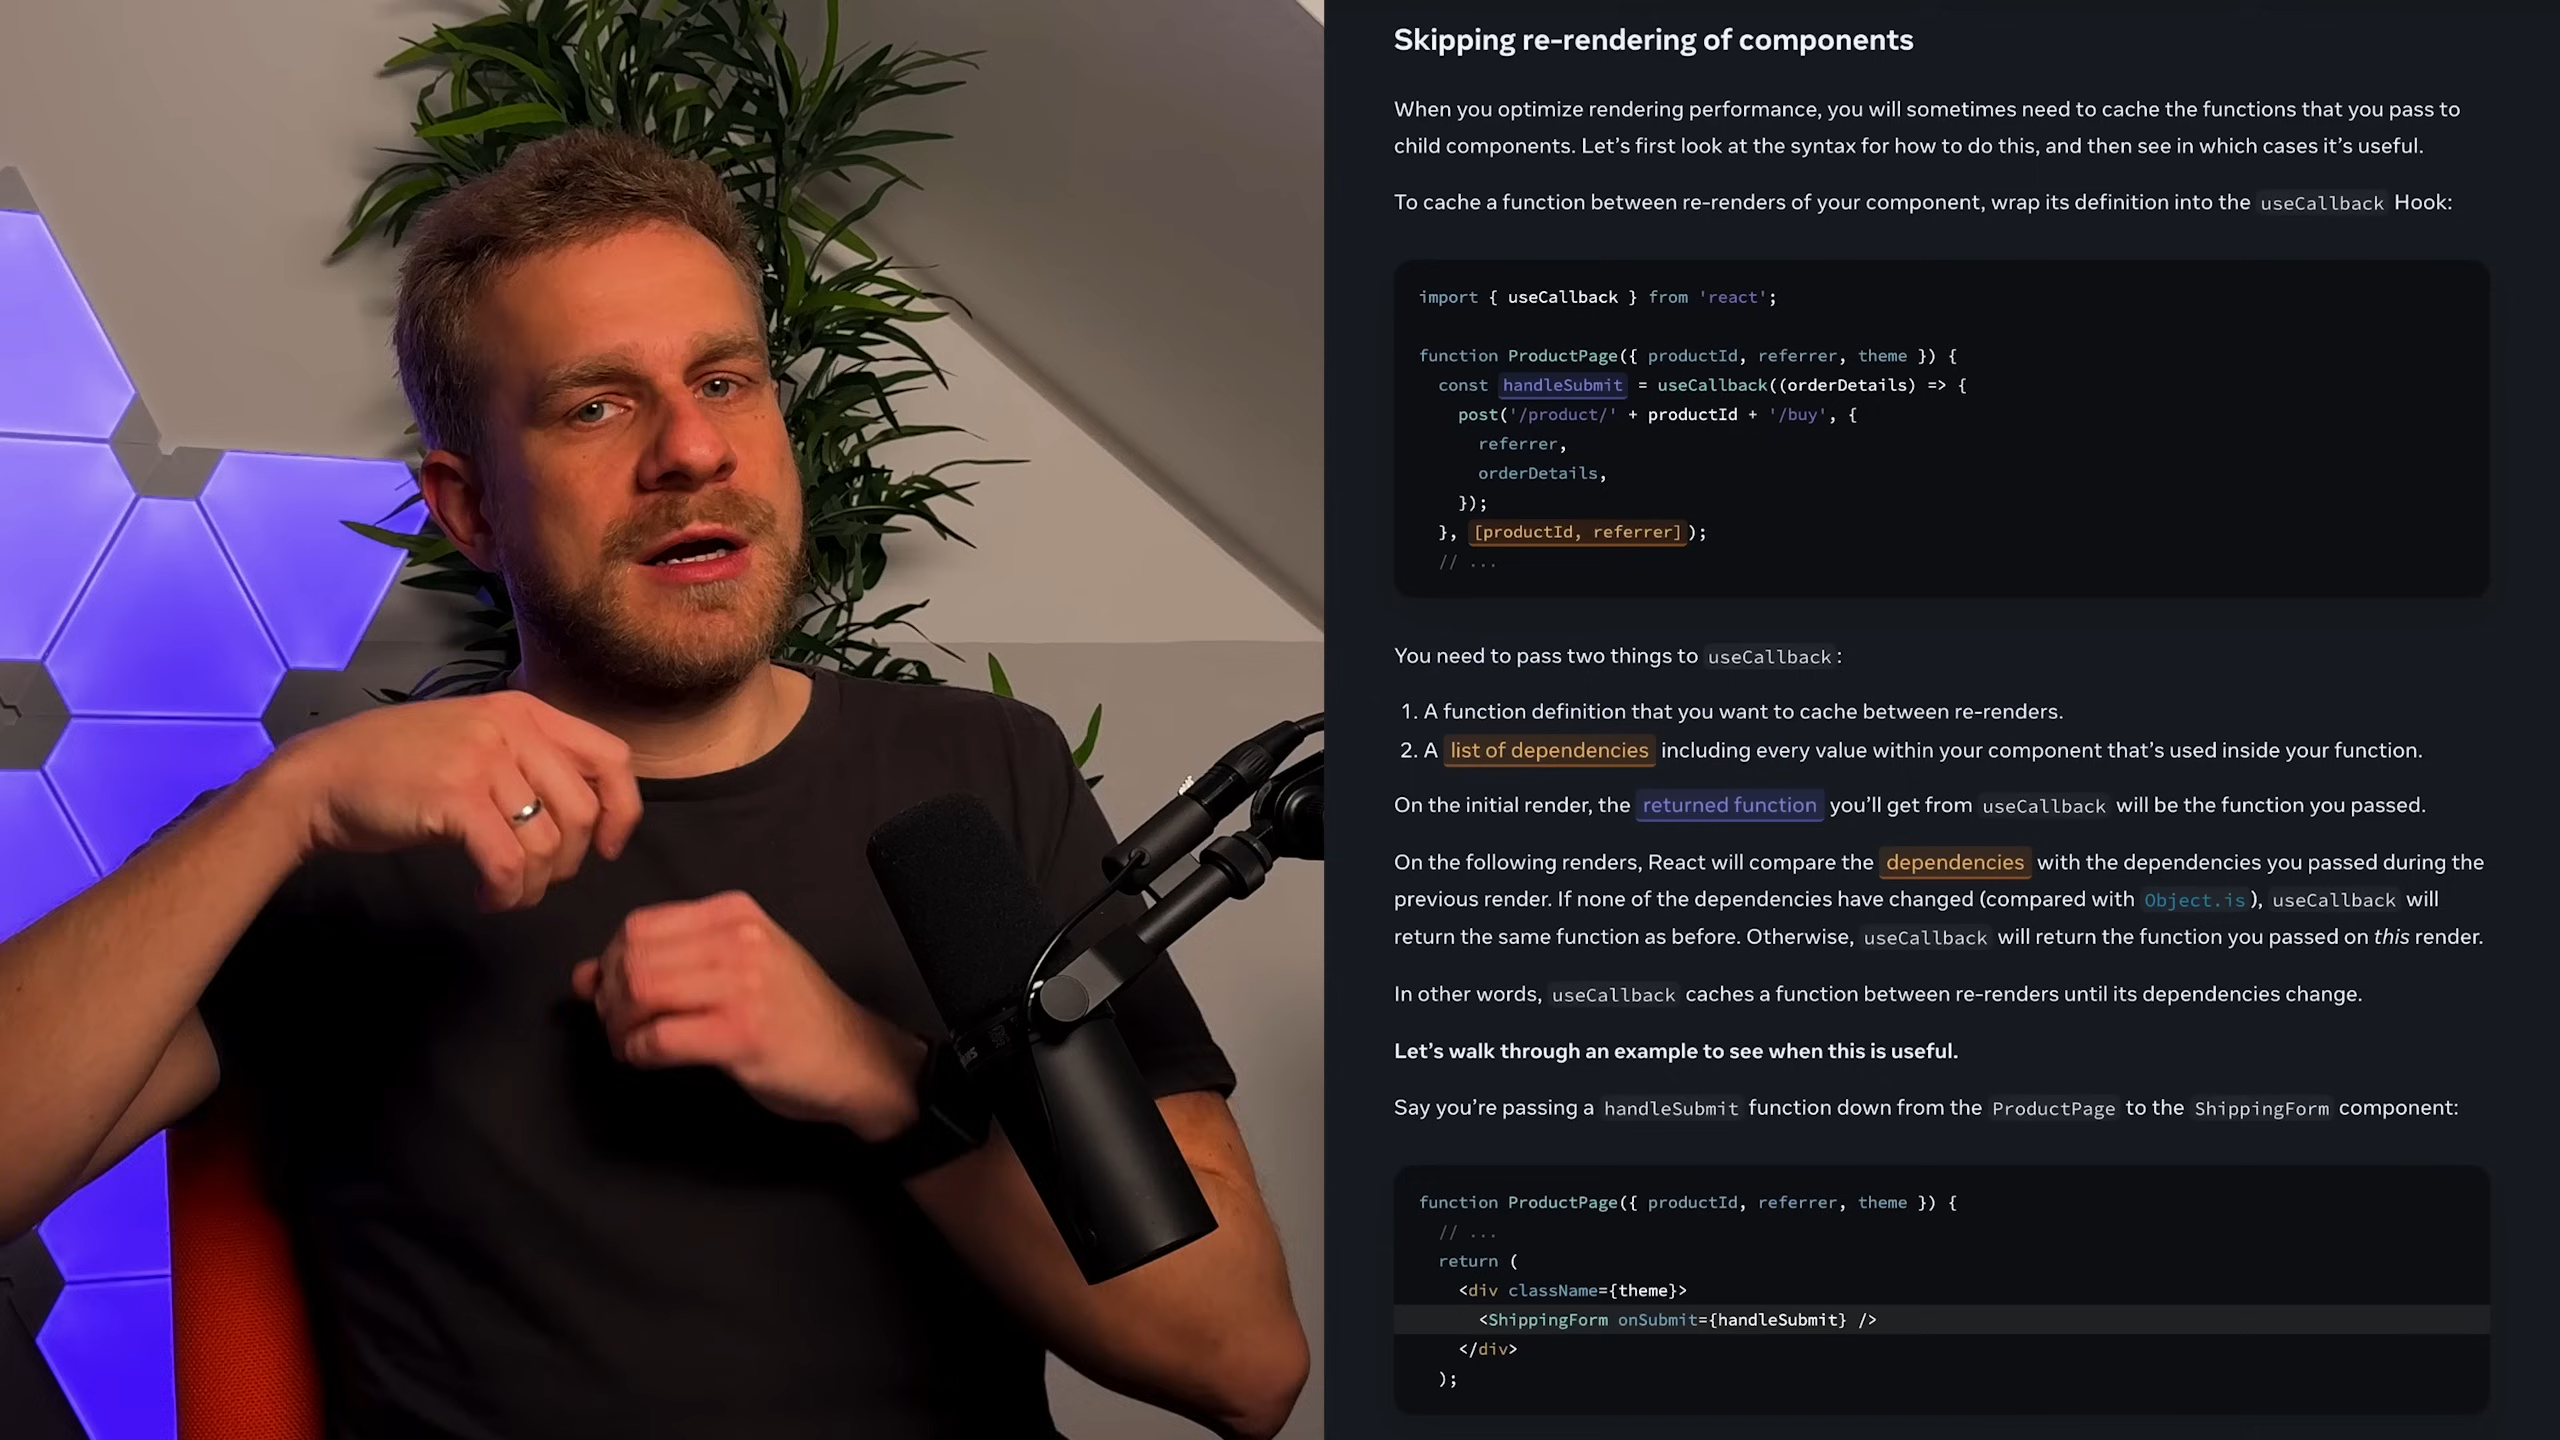 Skipping re-rendering of components
When you optimize rendering performance, you will sometimes need to cache the functions that you pass to
child components. Let’s first look at the syntax for how to do this, and then see in which cases it’s useful.
To cache a function between re-renders of your component, wrap its definition into the useCallback Hook:
import { useCallback } from 'react';
function ProductPage({ productId, referrer, theme }) {
const handleSubmit = useCallback((orderDetails) => {
post('/product/' + productId + '/buy', {
referrer,
orderDetails,
});
}, [productId, referrer]);
// ...
You need to pass two things to useCallback:
1. A function definition that you want to cache between re-renders.
2. A list of dependencies including every value within your component that’s used inside your function.
On the initial render, the returned function you’ll get from useCallback will be the function you passed.
On the following renders, React will compare the dependencies with the dependencies you passed during the
previous render. If none of the dependencies have changed (compared with Object.is), useCallback will
return the same function as before. Otherwise, useCallback will return the function you passed on this render.
In other words, useCallback caches a function between re-renders until its dependencies change.
Let’s walk through an example to see when this is useful.
Say you’re passing a handleSubmit function down from the ProductPage to the ShippingForm component:
function ProductPage({ productId, referrer, theme }) {
// ...
return (
<div className={theme}>
<ShippingForm onSubmit={handleSubmit} />
</div>
);